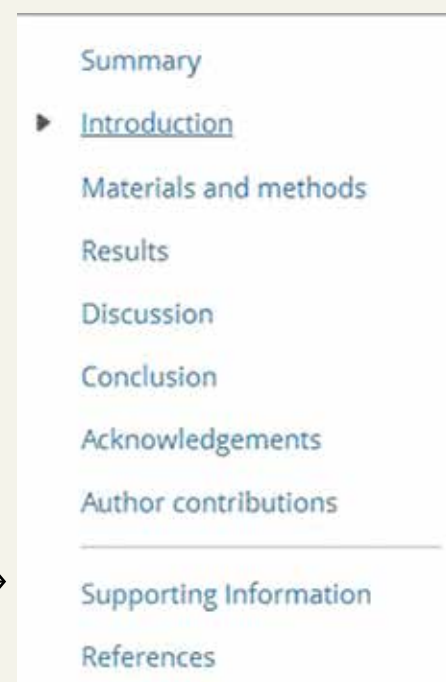 Summary
Introduction
Materials and methods
Results
Discussion
Conclusion
Acknowledgements
Author contributions
Supporting Information
References